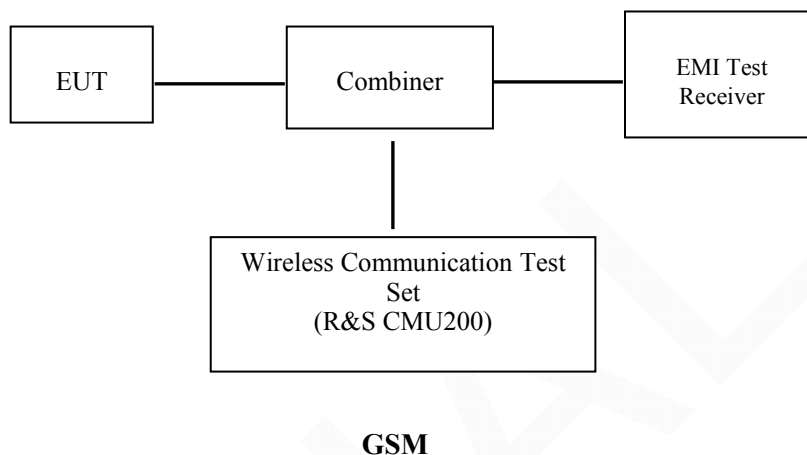 EUT
Combiner
EMI Test
Receiver
Wireless Communication Test
Set
(R&S CMU200)
GSM